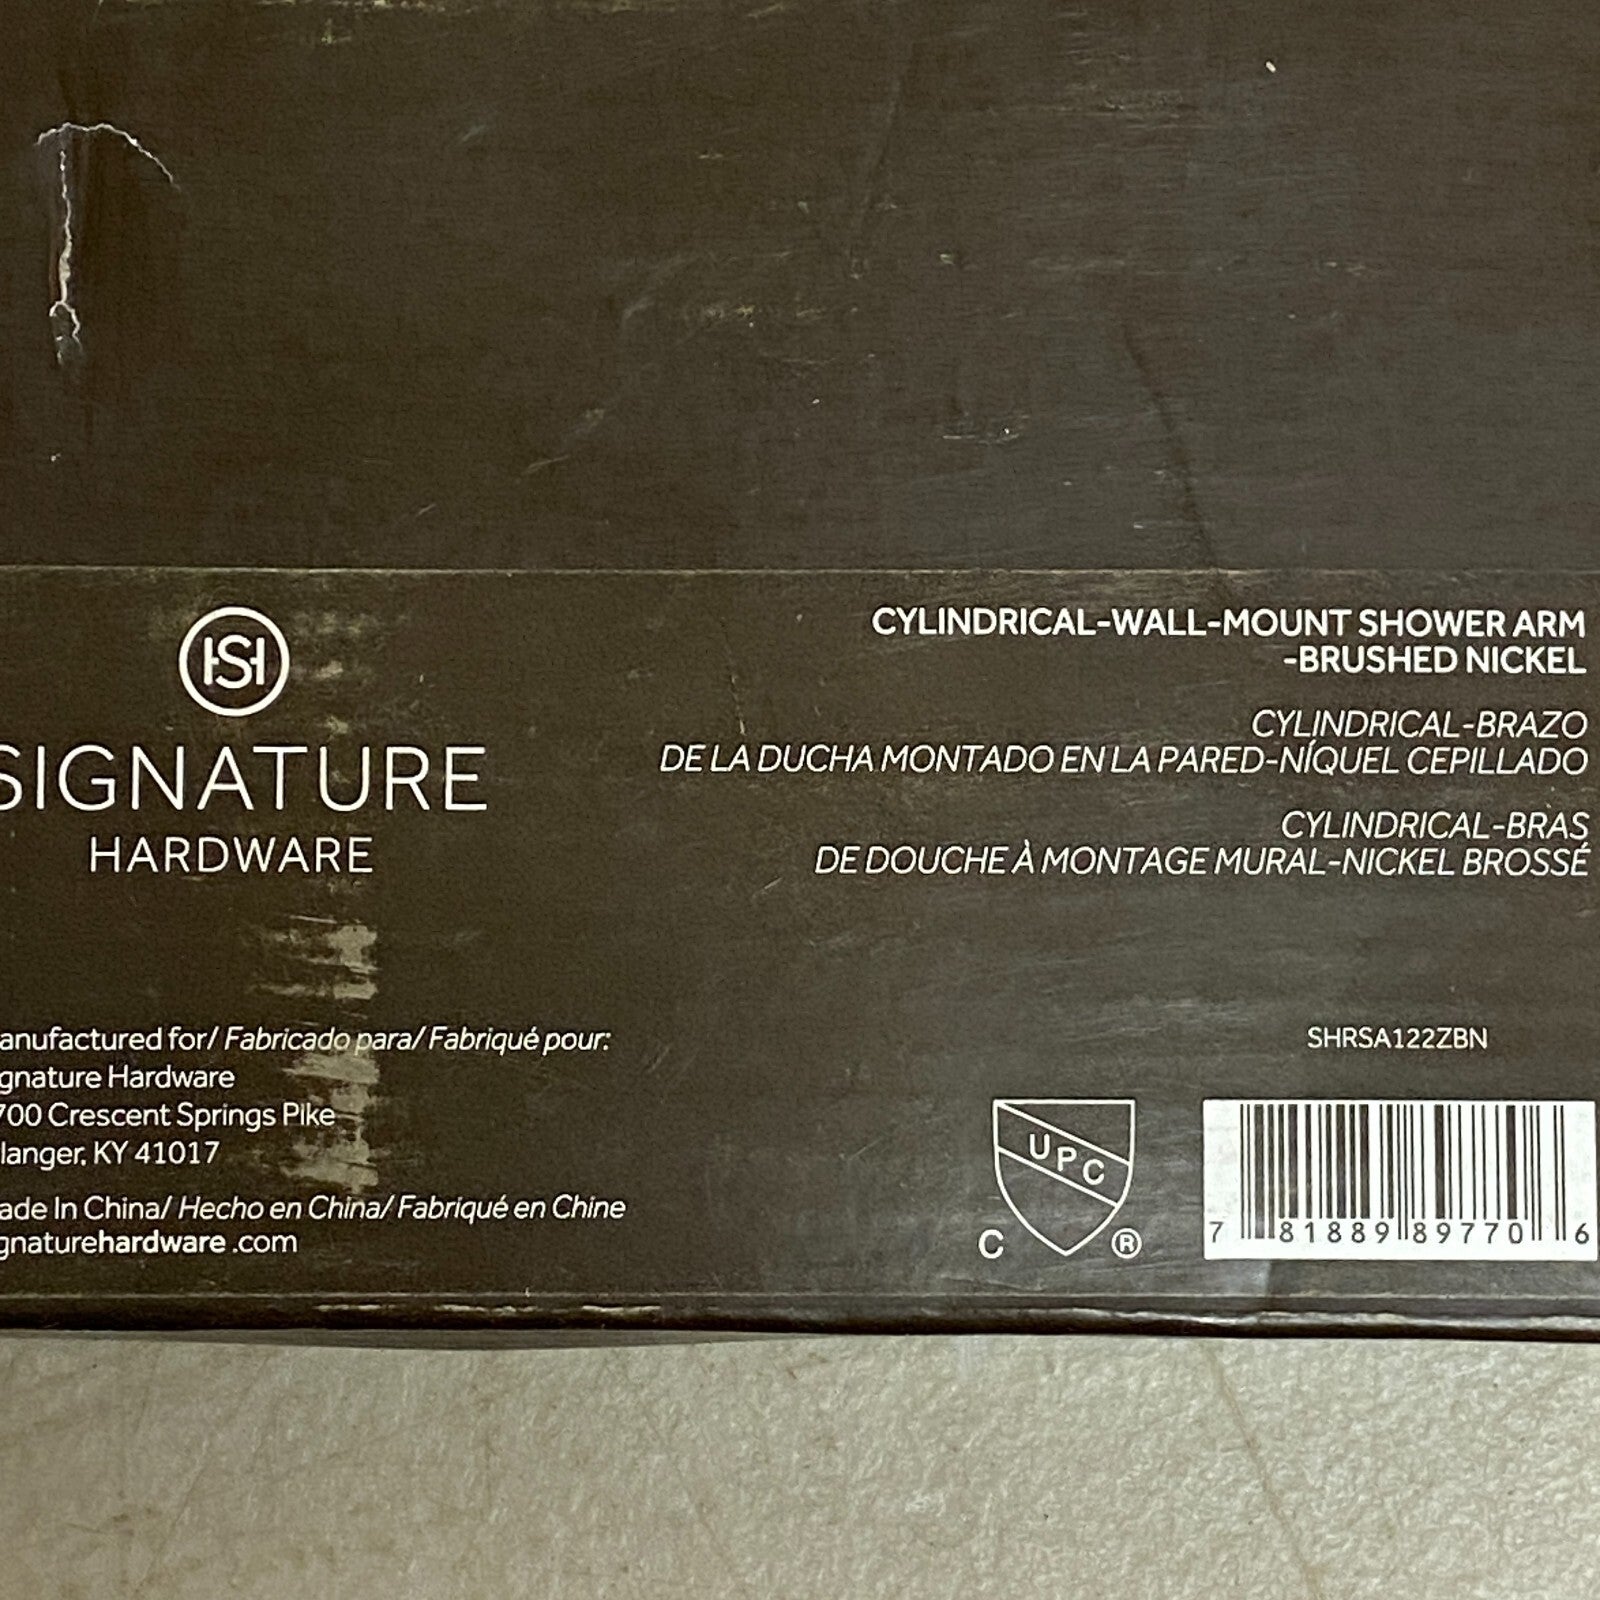 HSH
SIGNATURE
HARDWARE
CYLINDRICAL-WALL-MOUNT SHOWER ARM
-BRUSHED NICKEL
CYLINDRICAL-BRAZO
DE LA DUCHA MONTADO EN LA PARED-NÍQUEL CEPILLADO
CYLINDRICAL-BRAS
DE DOUCHE À MONTAGE MURAL-NICKEL BROSSÉ
anufactured for/ Fabricado para/ Fabriqué pour:
gnature Hardware
700 Crescent Springs Pike
langer, KY 41017
ade In China/ Hecho en China/ Fabriqué en Chine
gnaturehardware .com
SHRSA122ZBN
UPC
C ®
7 81889 89770 6